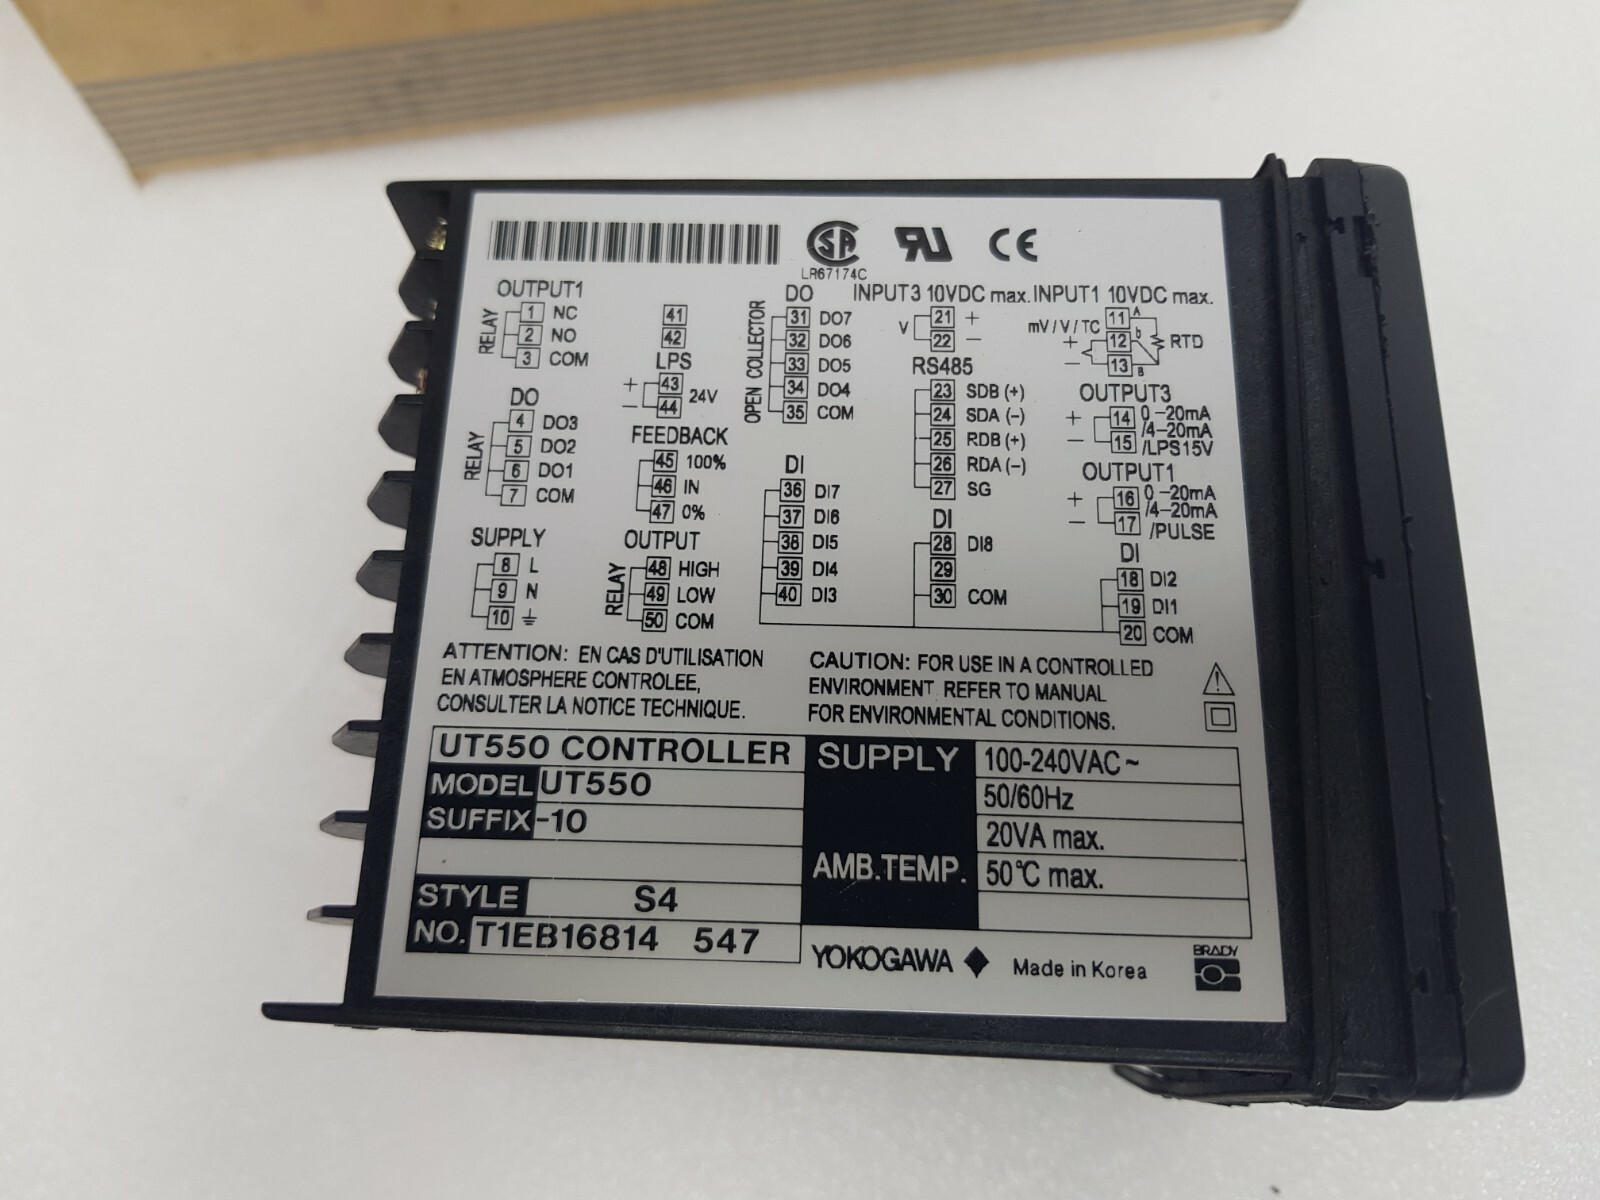 LR67174C
CE
OUTPUT1
RELAY
1 NC
2 NO
3 COM
DO
RELAY
4 DO3
5 DO2
6 DO1
7 COM
SUPPLY
8 L
9 N
10
41
42
LPS
+ 43
24V
− 44
FEEDBACK
45 100%
46 IN
47 0%
OUTPUT
RELAY
48 HIGH
49 LOW
50 COM
DO
OPEN COLLECTOR
31 DO7
32 DO6
33 DO5
34 DO4
35 COM
DI
36 DI7
37 DI6
38 DI5
39 DI4
40 DI3
INPUT3 10VDC max.
V
21 +
22 −
RS485
23 SDB (+)
24 SDA (−)
25 RDB (+)
26 RDA (−)
27 SG
DI
28 DI8
29
30 COM
INPUT1 10VDC max.
mV / V / TC
11 A
+ 12 b
− 13 B
RTD
OUTPUT3
+ 14 0-20mA
/4-20mA
− 15 /LPS15V
OUTPUT1
+ 16 0-20mA
/4-20mA
− 17 /PULSE
DI
18 DI2
19 DI1
20 COM
ATTENTION: EN CAS D'UTILISATION
EN ATMOSPHERE CONTROLEE,
CONSULTER LA NOTICE TECHNIQUE.
CAUTION: FOR USE IN A CONTROLLED
ENVIRONMENT. REFER TO MANUAL
FOR ENVIRONMENTAL CONDITIONS.
UT550 CONTROLLER
MODEL UT550
SUFFIX -10
STYLE S4
NO. T1EB16814 547
SUPPLY 100-240VAC ~
50/60Hz
20VA max.
AMB.TEMP. 50°C max.
YOKOGAWA
Made in Korea
BRADY